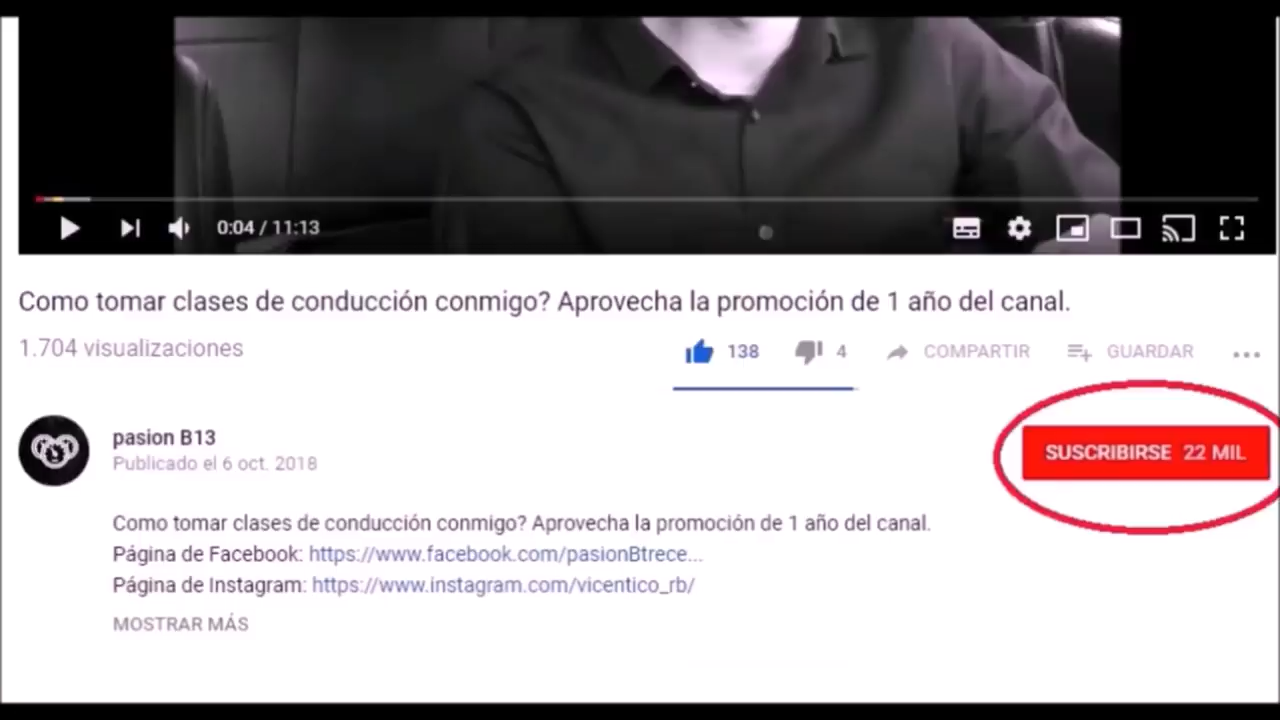 0:04 / 11:13
Como tomar clases de conducción conmigo? Aprovecha la promoción de 1 año del canal.
1.704 visualizaciones
138
4
COMPARTIR
GUARDAR
pasion B13
Publicado el 6 oct. 2018
SUSCRIBIRSE 22 MIL
Como tomar clases de conducción conmigo? Aprovecha la promoción de 1 año del canal.
Página de Facebook: https://www.facebook.com/pasionBtrece...
Página de Instagram: https://www.instagram.com/vicentico_rb/
MOSTRAR MÁS